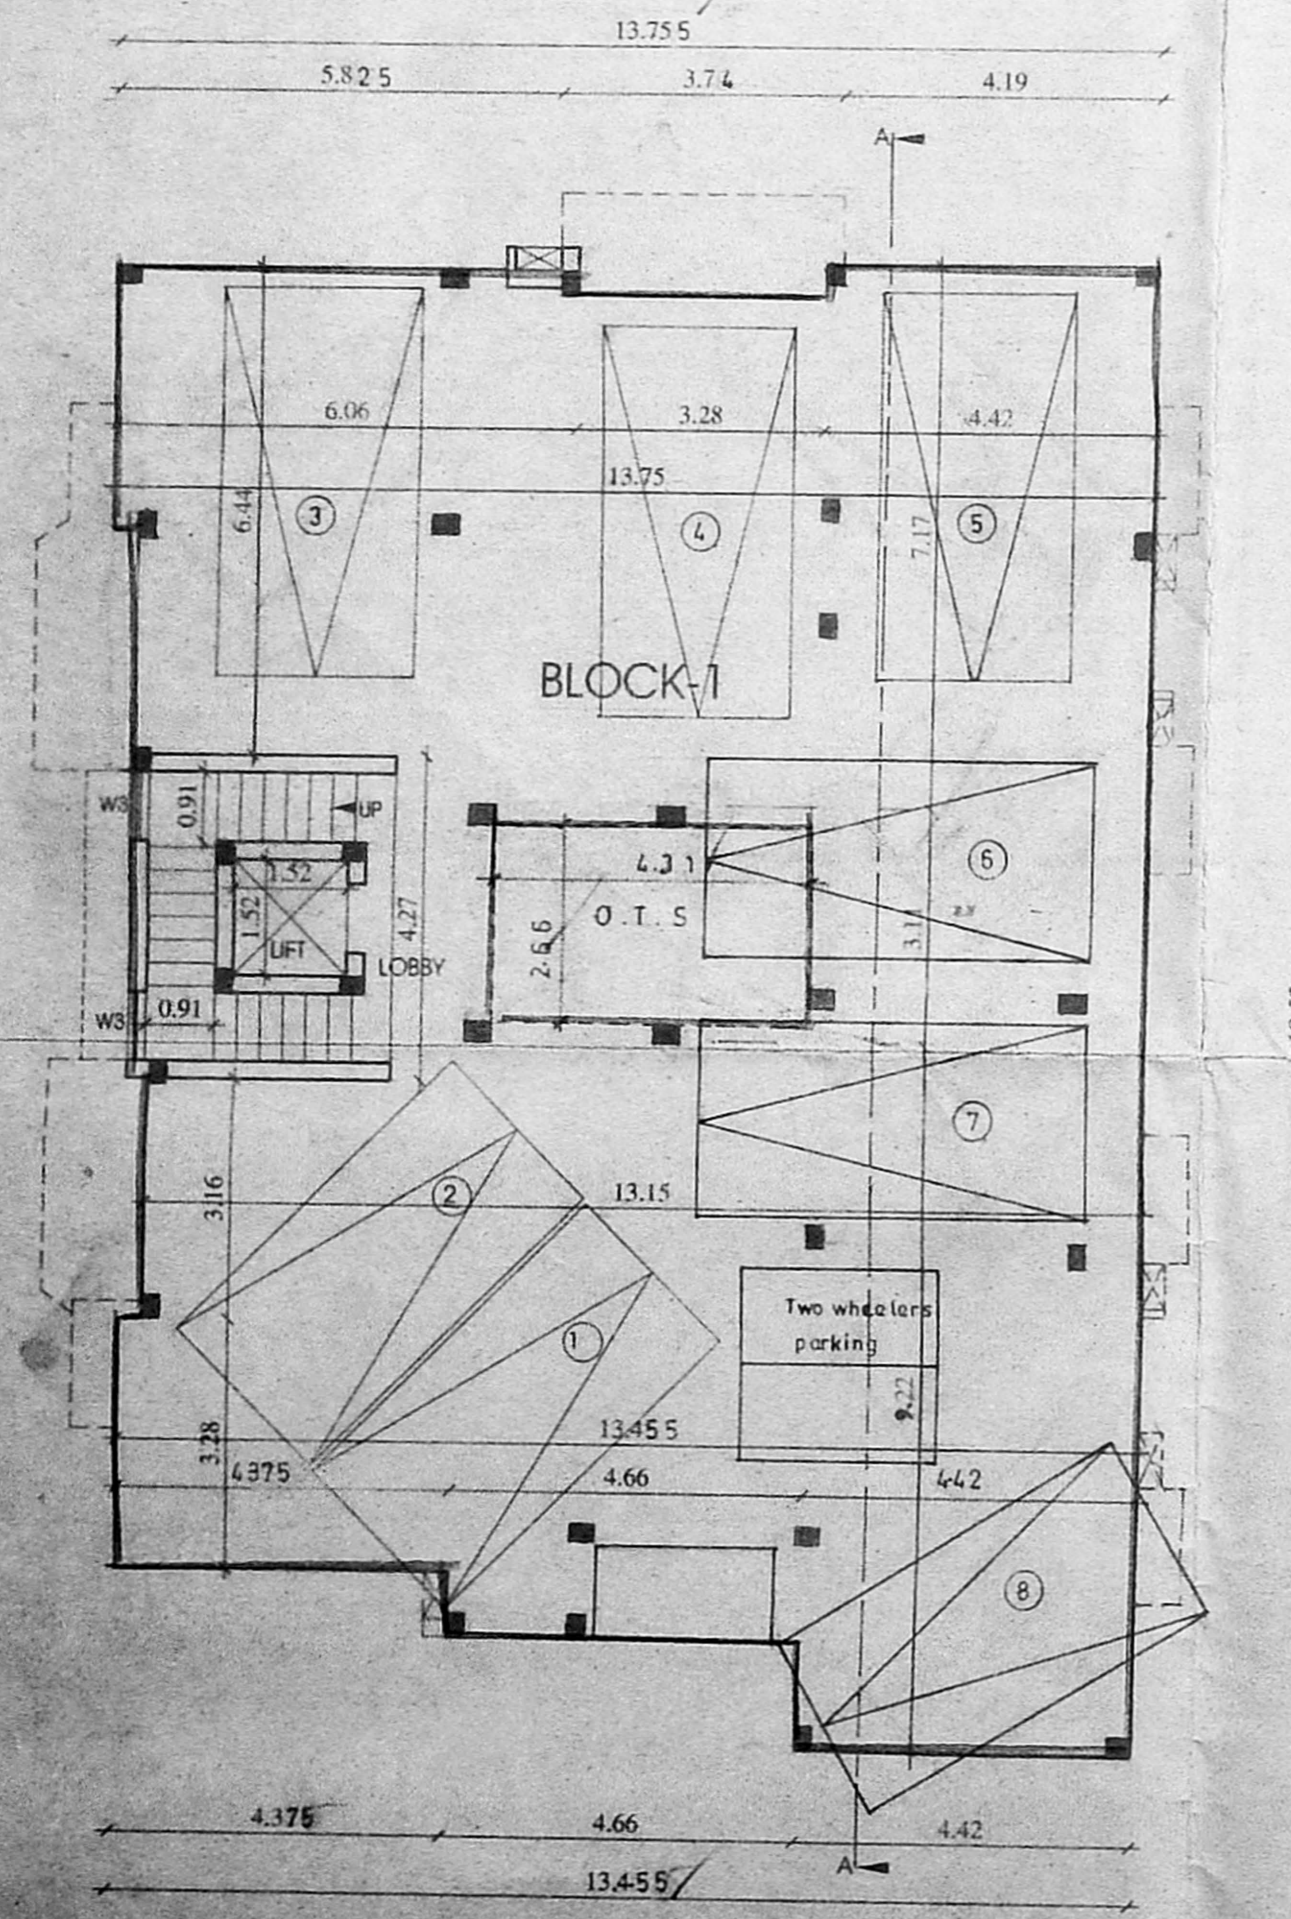 13.755
5.825 3.74 4.19
A
6.06 3.28 4.42
13.75
6.44 3 4 5 7.17
BLOCK-1
W3 0.91 UP
1.52 4.31 6
1.52 4.27 2.66 O.T.S
LIFT LOBBY
W3 0.91
7
3.16 2 13.15
Two wheelers
parking
1
9.22
3.28 13.455
4375 4.66 442
8
4.375 4.66 4.42
A
13.455